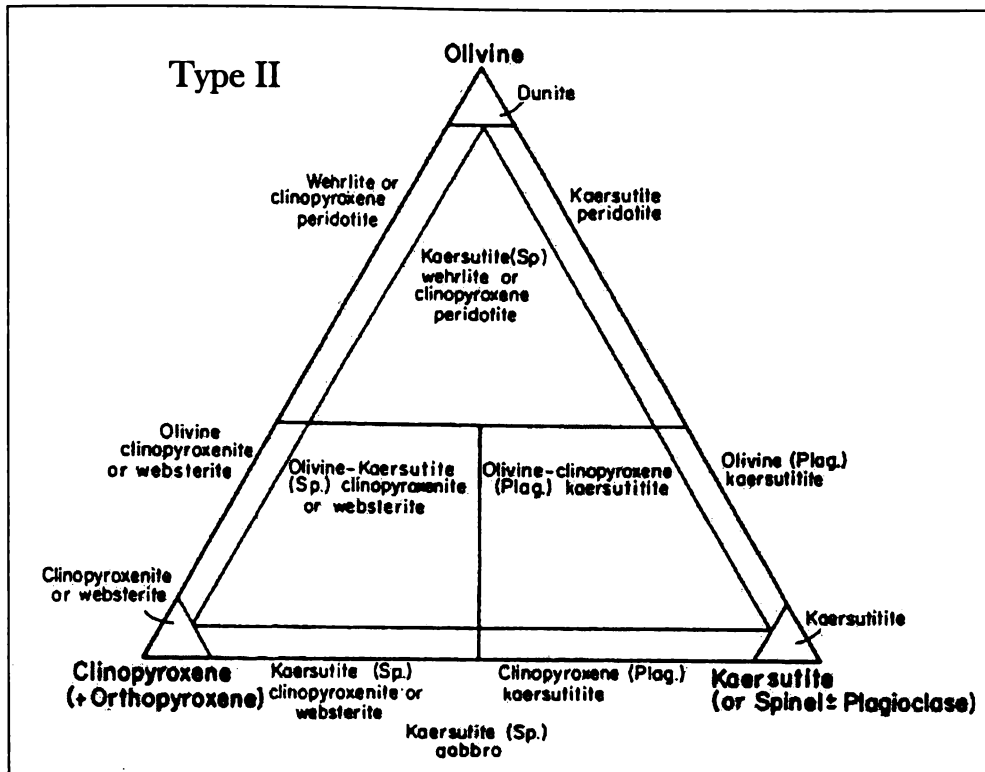 Type II
Olivine
Dunite
Wehrlite or
clinopyroxene
peridotite
Kaersutite
peridotite
Kaersutite(Sp)
wehrlite or
clinopyroxene
peridotite
Olivine
clinopyroxenite
or websterite
Olivine-Kaersutite
(Sp.) clinopyroxenite
or websterite
Olivine-clinopyroxene
(Plag.) kaersutitite
Olivine (Plag.)
kaersutitite
Clinopyroxenite
or websterite
Kaersutitite
Clinopyroxene
(+Orthopyroxene)
Kaersutite (Sp.)
clinopyroxenite or
websterite
Clinopyroxene (Plag.)
kaersutitite
Kaersutite
(or Spinel± Plagioclase)
Kaersutite (Sp.)
gabbro